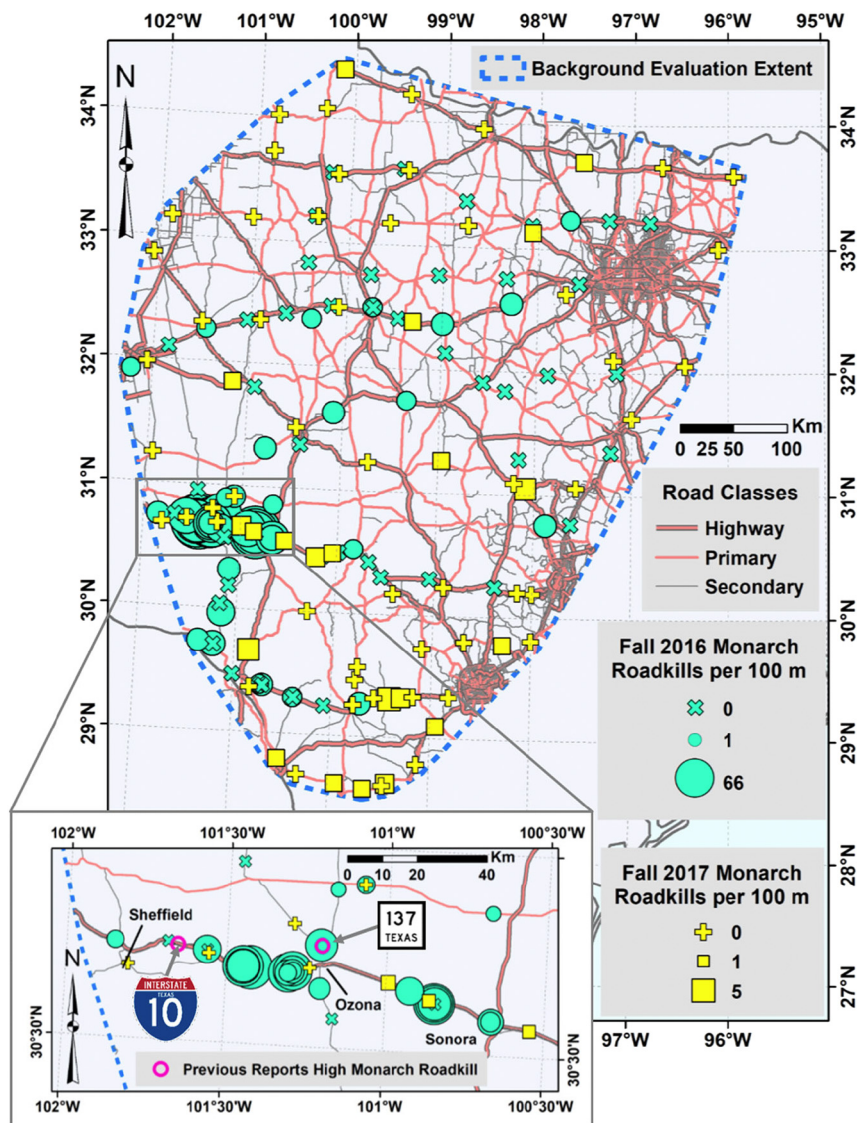 102°W 101°W 100°W 99°W 98°W 97°W 96°W 95°W
N
Background Evaluation Extent
34°N 34°N
33°N 33°N
32°N 32°N
Km
0 25 50 100
31°N 31°N
Road Classes
Highway
Primary
Secondary
30°N 30°N
Fall 2016 Monarch
Roadkills per 100 m
0
1
66
29°N 29°N
28°N
Fall 2017 Monarch
Roadkills per 100 m
0
1
5
27°N
97°W 96°W
102°W 101°30'W 101°W 100°30'W
Km
0 10 20 40
Sheffield
137
TEXAS
INTERSTATE
TEXAS
10
Ozona
Sonora
N
30°30'N 30°30'N
Previous Reports High Monarch Roadkill
102°W 101°30'W 101°W 100°30'W